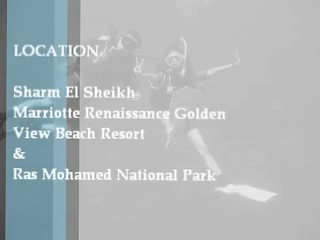 LOCATION
Sharm El Sheikh
Marriotte Renaissance Golden
View Beach Resort
&
Ras Mohamed National Park